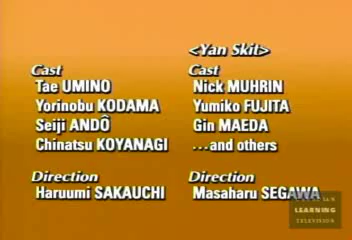 Cast
Tae UMINO
Yorinobu KODAMA
Seiji ANDÔ
Chinatsu KOYANAGI
Direction
Haruumi SAKAUCHI
<Yan Skit>
Cast
Nick MUHRIN
Yumiko FUJITA
Gin MAEDA
...and others
Direction
Masaharu SEGAWA
LEARNING
TELEVISION